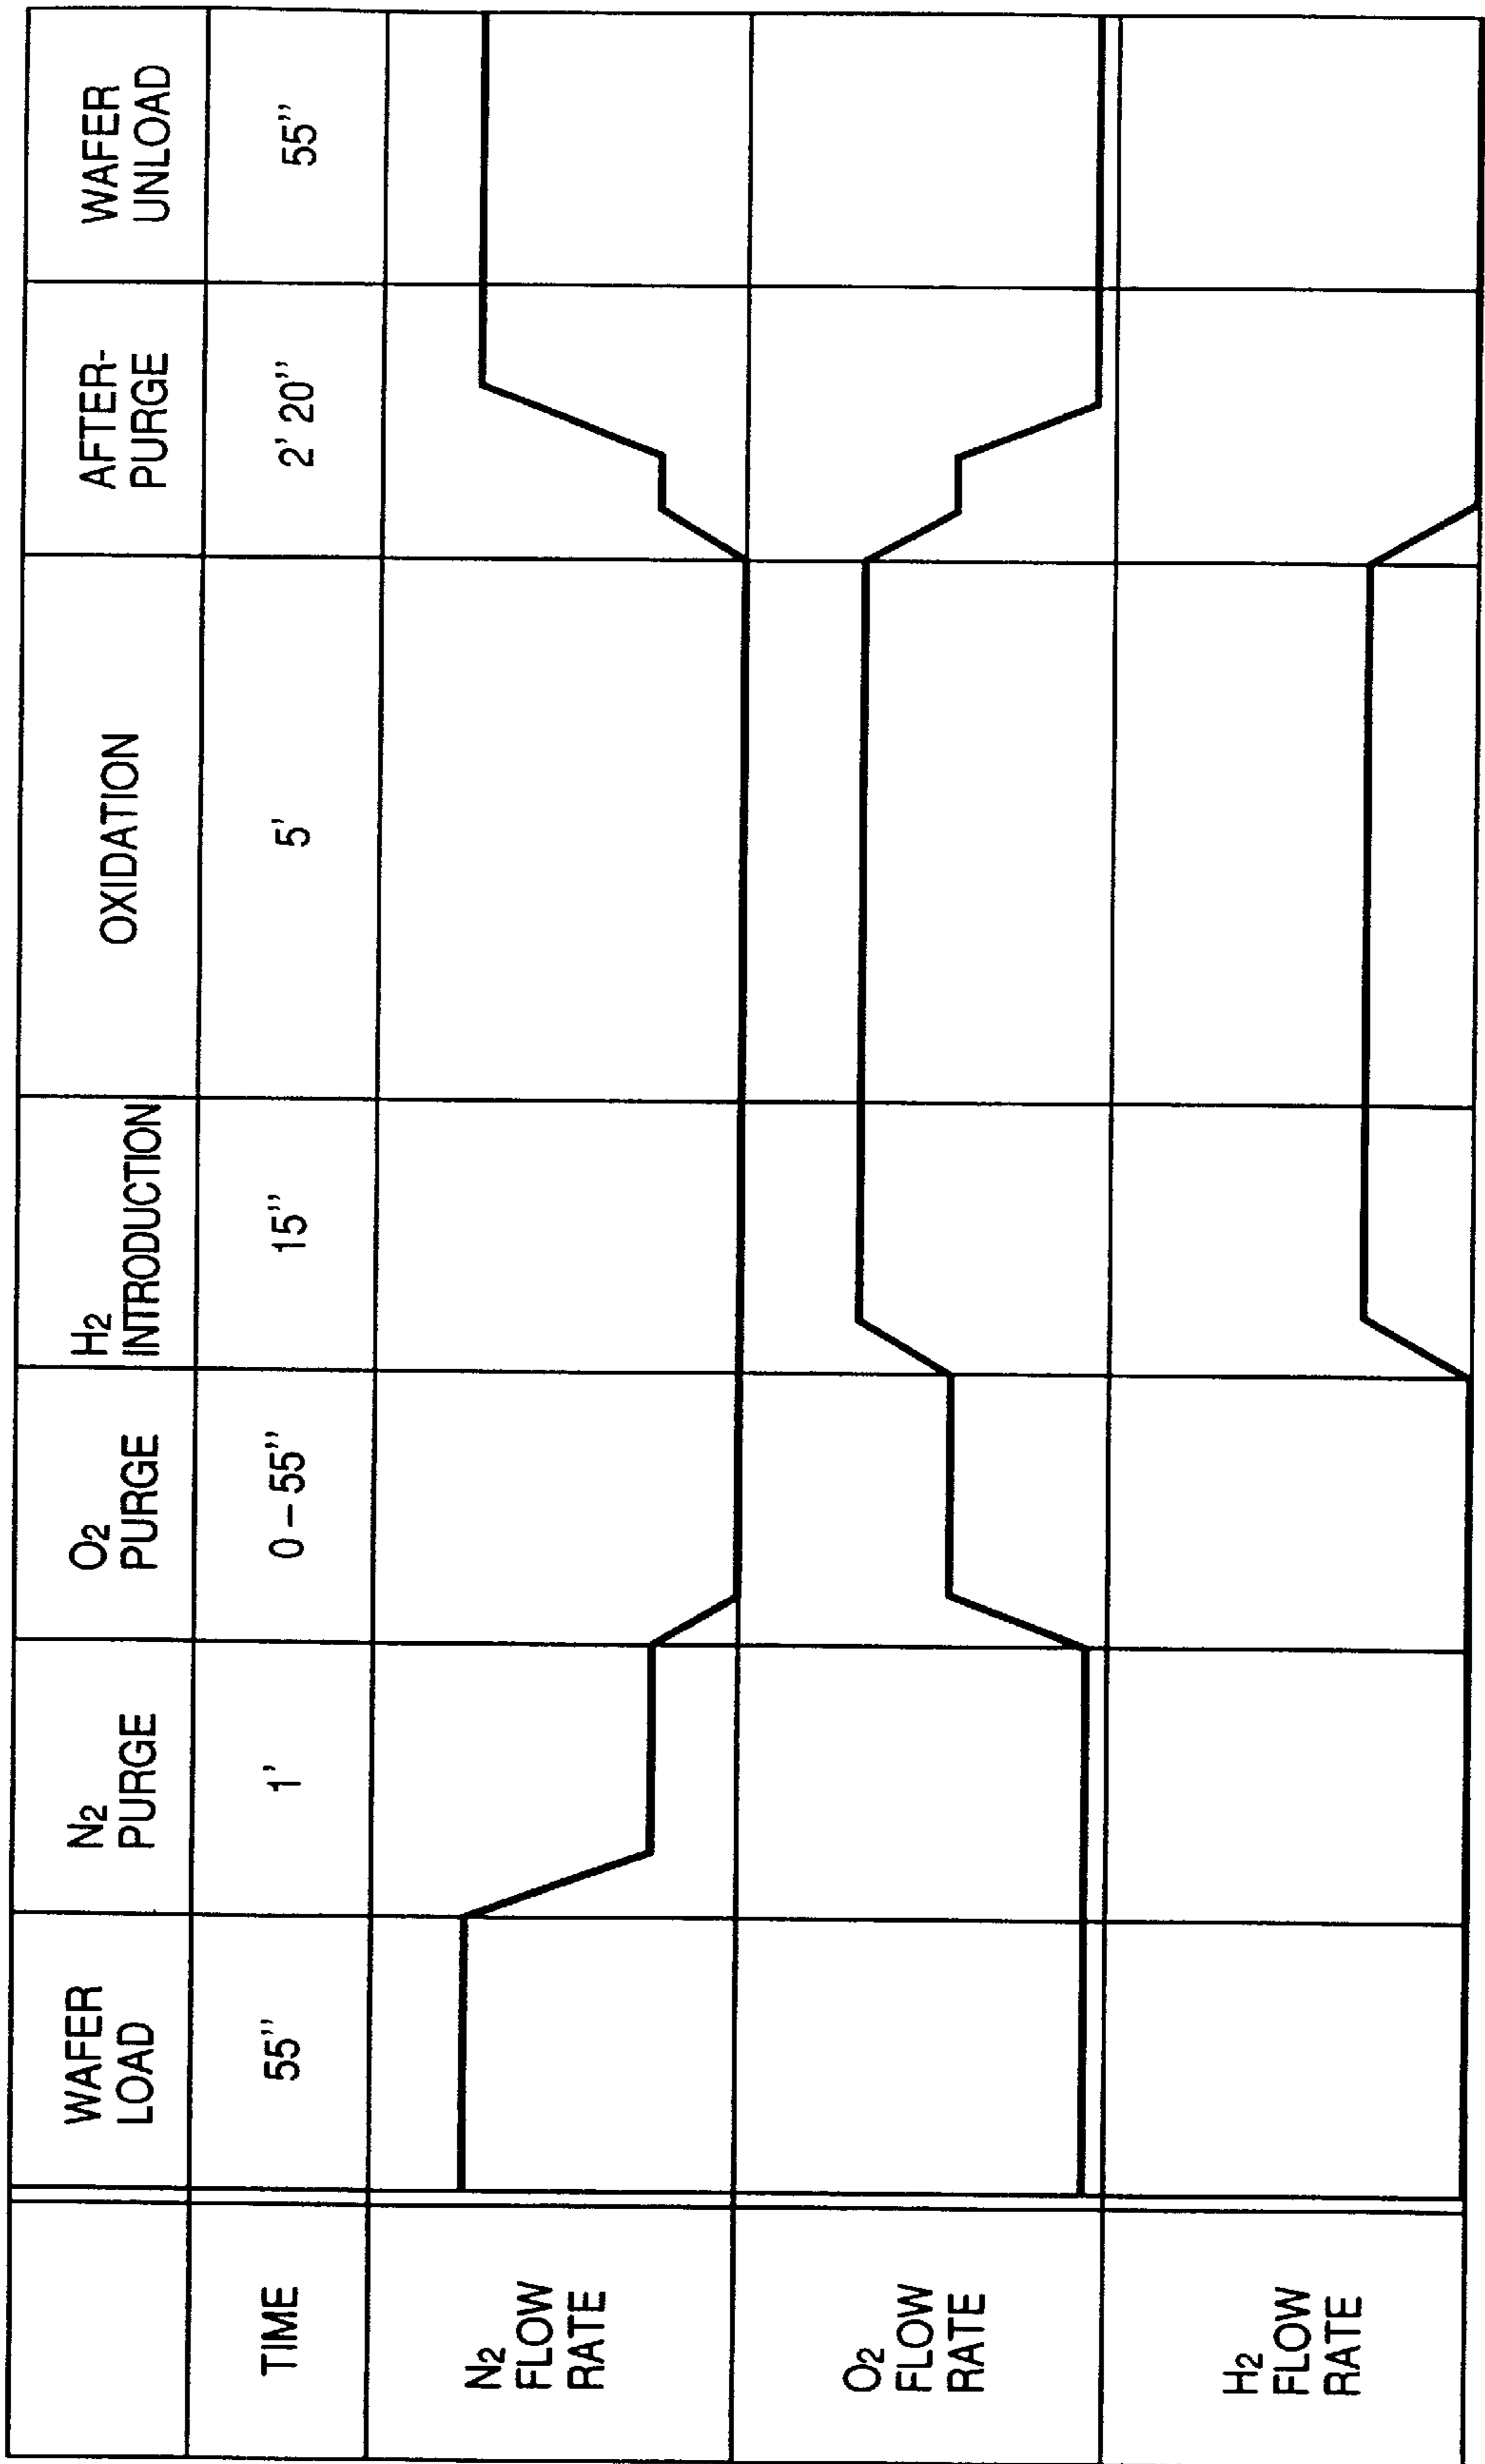 WAFER
LOAD
N2
PURGE
O2
PURGE
H2
INTRODUCTION
OXIDATION
AFTER-
PURGE
WAFER
UNLOAD
TIME
55"
1'
0 – 55"
15"
5'
2' 20"
55"
N2
FLOW
RATE
O2
FLOW
RATE
H2
FLOW
RATE